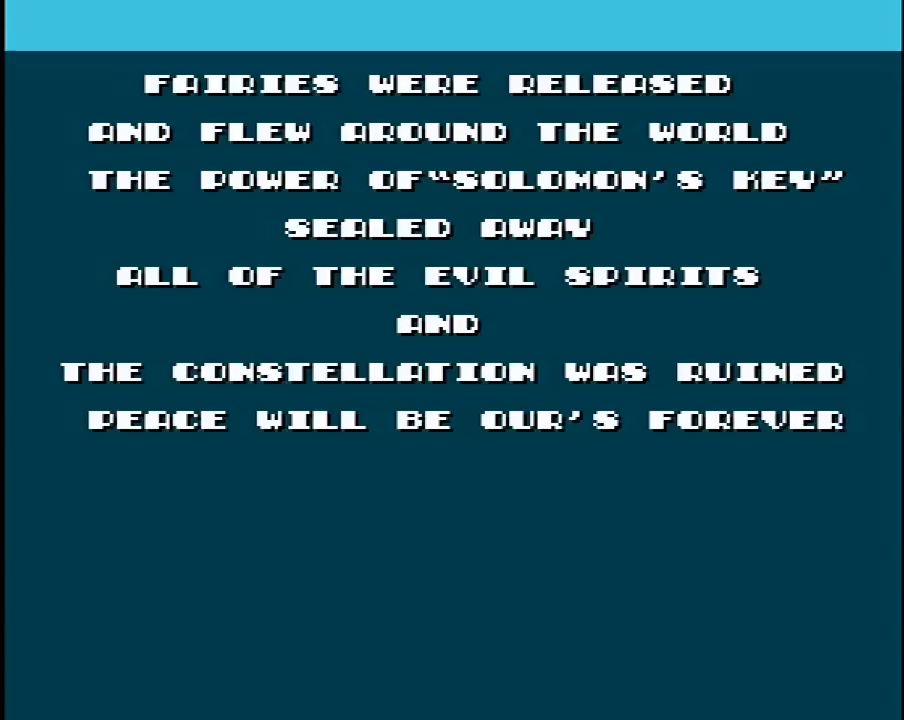 FAIRIES WERE RELEASED
AND FLEW AROUND THE WORLD
THE POWER OF“SOLOMON'S KEY”
SEALED AWAY
ALL OF THE EVIL SPIRITS
AND
THE CONSTELLATION WAS RUINED
PEACE WILL BE OUR'S FOREVER